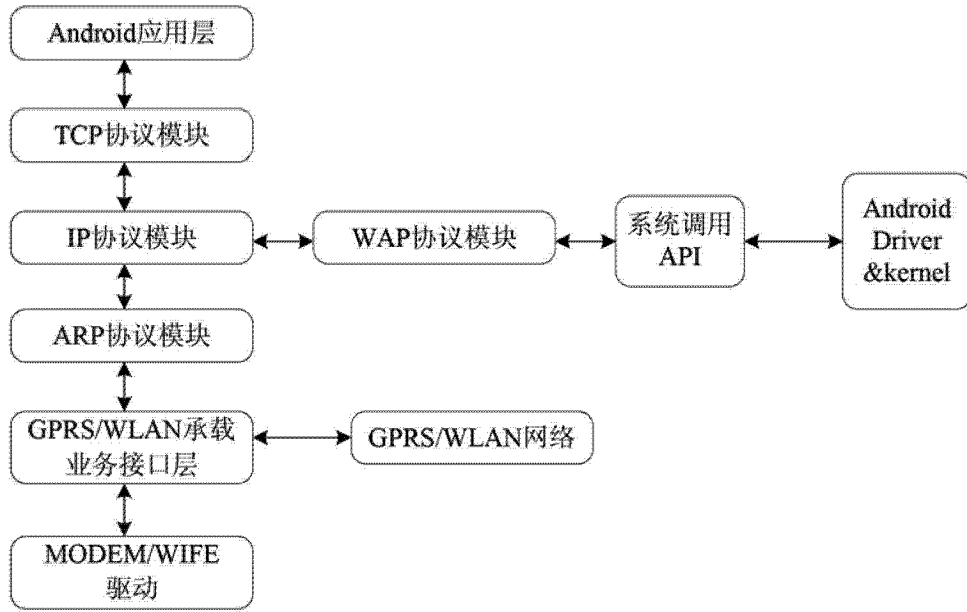 Android应用层
TCP协议模块
IP协议模块
WAP协议模块
系统调用
API
Android
Driver
&kernel
ARP协议模块
GPRS/WLAN承载
业务接口层
GPRS/WLAN网络
MODEM/WIFE
驱动